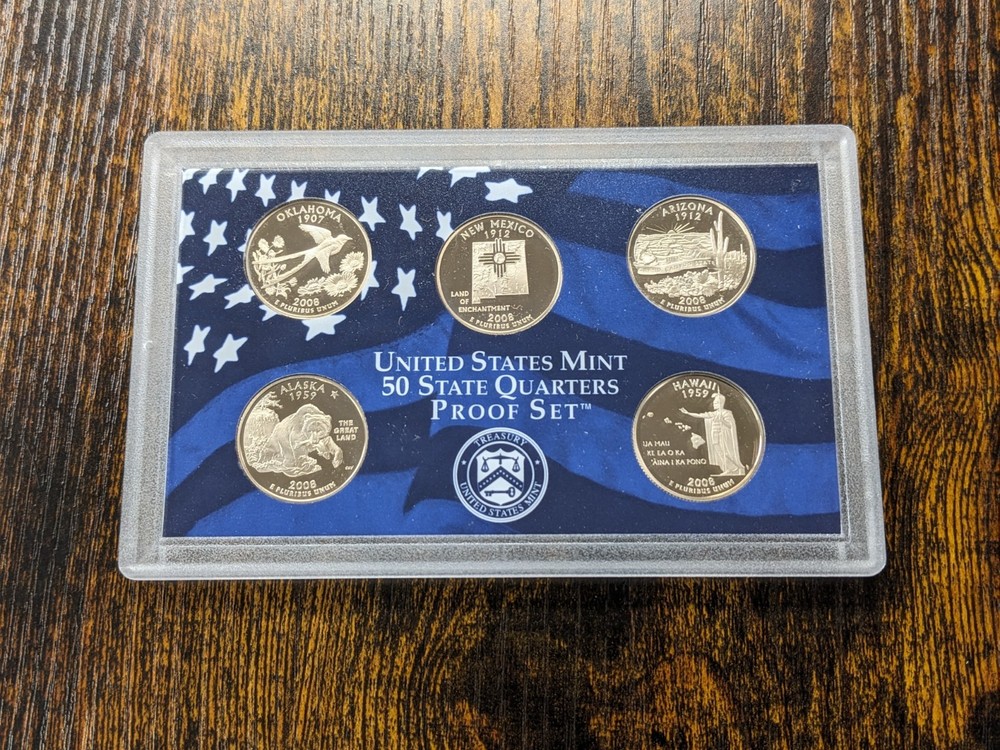 OKLAHOMA
1907
2008
E PLURIBUS UNUM
NEW MEXICO
1912
LAND
OF
ENCHANTMENT
2008
E PLURIBUS UNUM
ARIZONA
1912
2008
E PLURIBUS UNUM
UNITED STATES MINT
50 STATE QUARTERS
PROOF SET™
ALASKA
1959
THE
GREAT
LAND
2008
E PLURIBUS UNUM
TREASURY
UNITED STATES MINT
HAWAII
1959
UA MAU
KE EA O KA
ʻĀINA I KA PONO
2008
E PLURIBUS UNUM